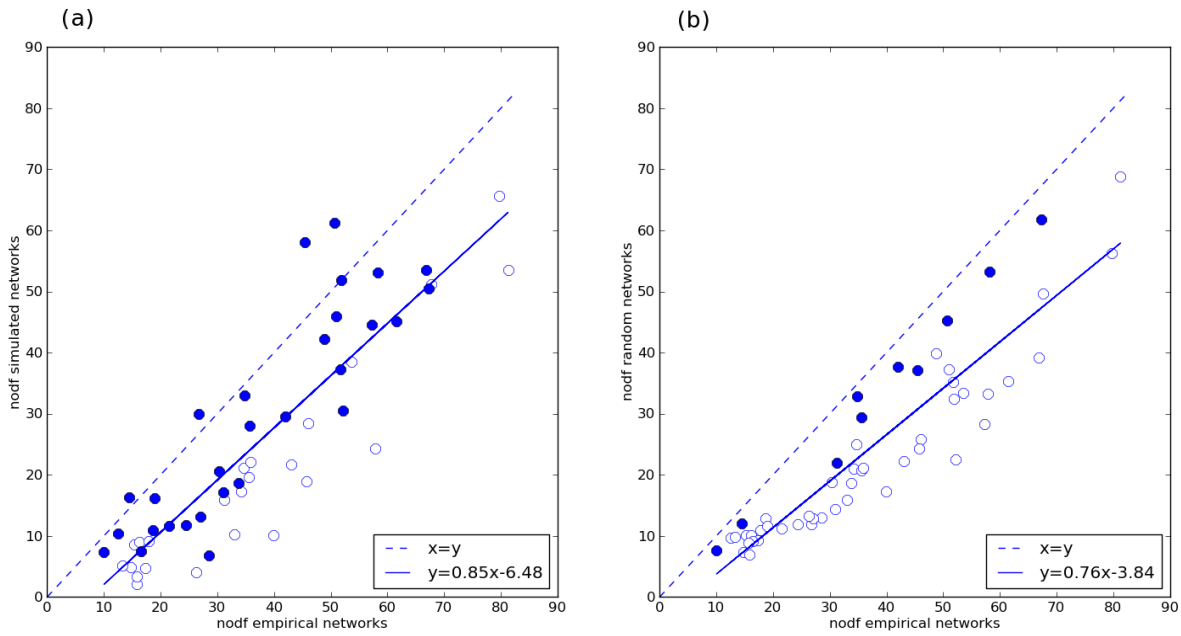 (a)
90
80
70
60
50
40
30
20
10
0
nodf simulated networks
0 10 20 30 40 50 60 70 80 90
nodf empirical networks
x=y
y=0.85x-6.48
(b)
90
80
70
60
50
40
30
20
10
0
nodf random networks
0 10 20 30 40 50 60 70 80 90
nodf empirical networks
x=y
y=0.76x-3.84